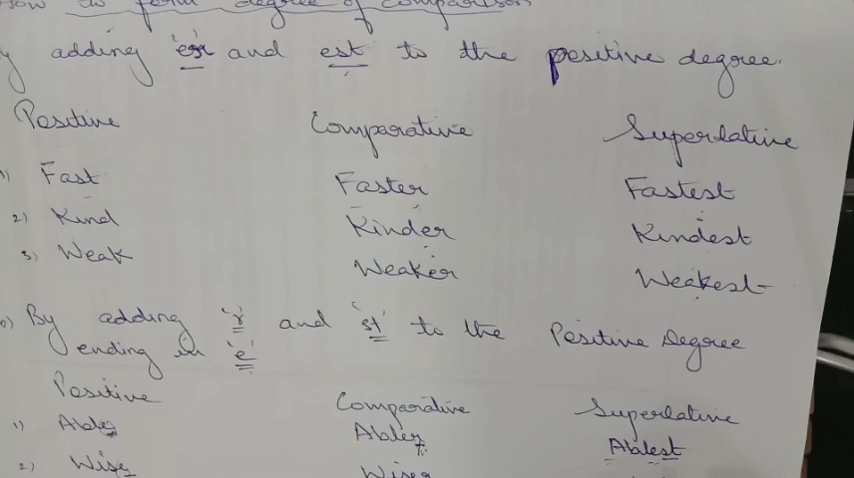 How to form degree of comparison
By adding 'er' and est to the positive degree.
Positive Comparative Superlative
1) Fast Faster Fastest
2) Kind Kinder Kindest
3) Weak Weaker Weakest
By adding 'r' and 'st' to the Positive Degree
ending in 'e'
Positive Comparative Superlative
1) Able Abler Ablest
2) Wise Wiser